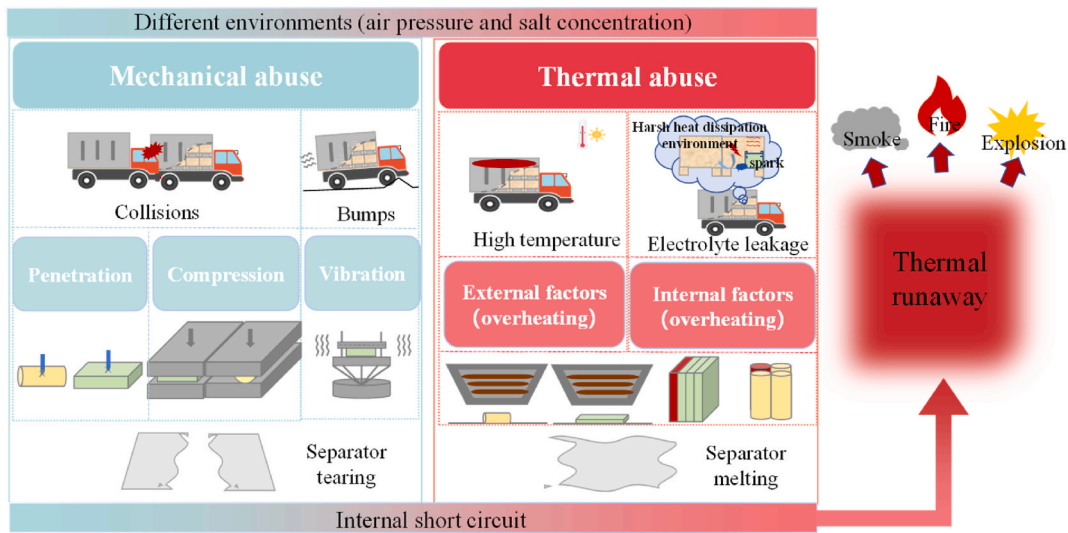 Different environments (air pressure and salt concentration)
Mechanical abuse
Thermal abuse
Collisions
Bumps
High temperature
Harsh heat dissipation
environment
spark
Electrolyte leakage
Penetration
Compression
Vibration
External factors
(overheating)
Internal factors
(overheating)
Separator
tearing
Separator
melting
Internal short circuit
Smoke
Fire
Explosion
Thermal
runaway